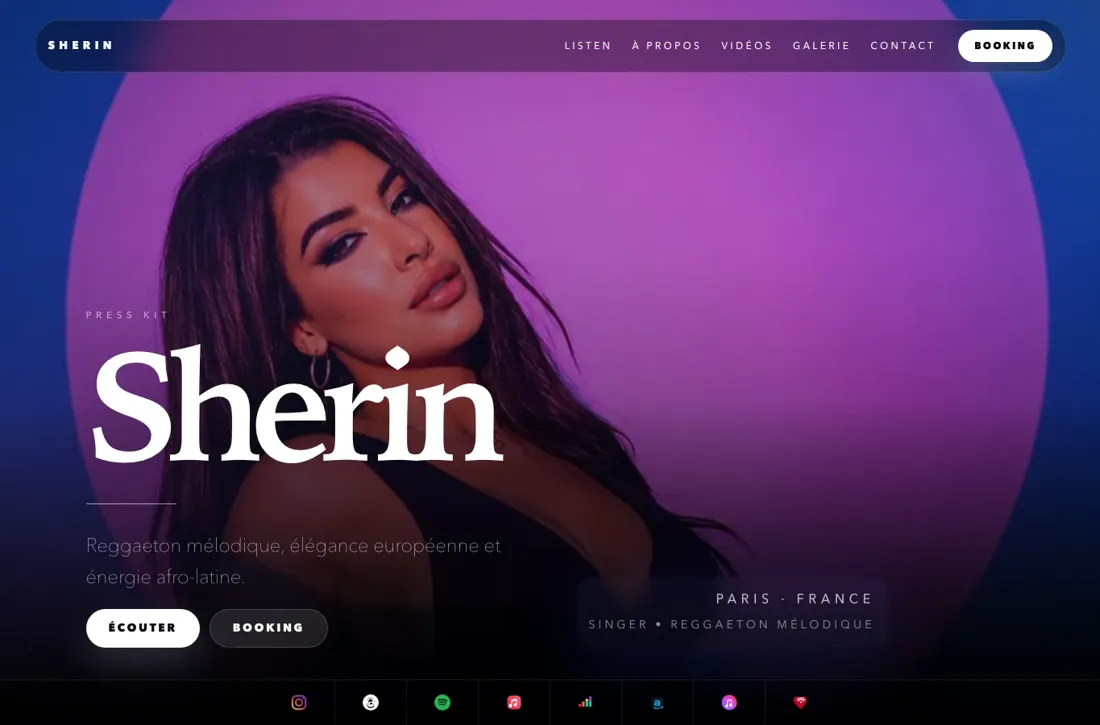 SHERIN
LISTEN À PROPOS VIDÉOS GALERIE CONTACT BOOKING
PRESS KIT
Sherin
Reggaeton mélodique, élégance européenne et
énergie afro-latine.
ÉCOUTER BOOKING
PARIS · FRANCE
SINGER • REGGAETON MÉLODIQUE